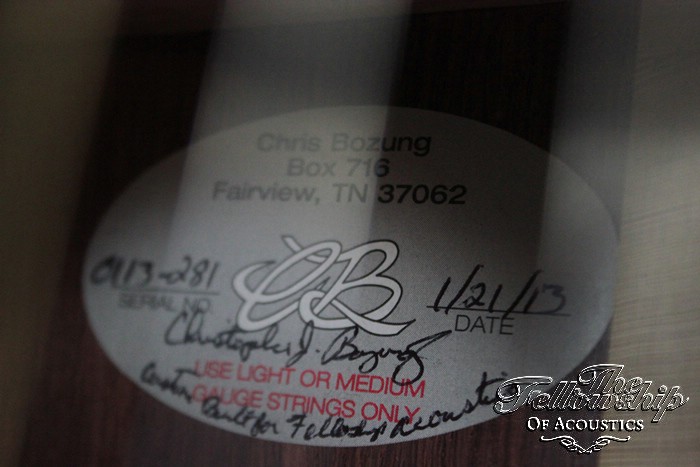 Chris Bozung
Box 716
Fairview, TN 37062
CB
0113-281
SERIAL NO.
1/21/13
DATE
Christopher J. Bozung
USE LIGHT OR MEDIUM
GAUGE STRINGS ONLY
Custom Built for Fellowship Acoustics
The
Fellowship
OF ACOUSTICS